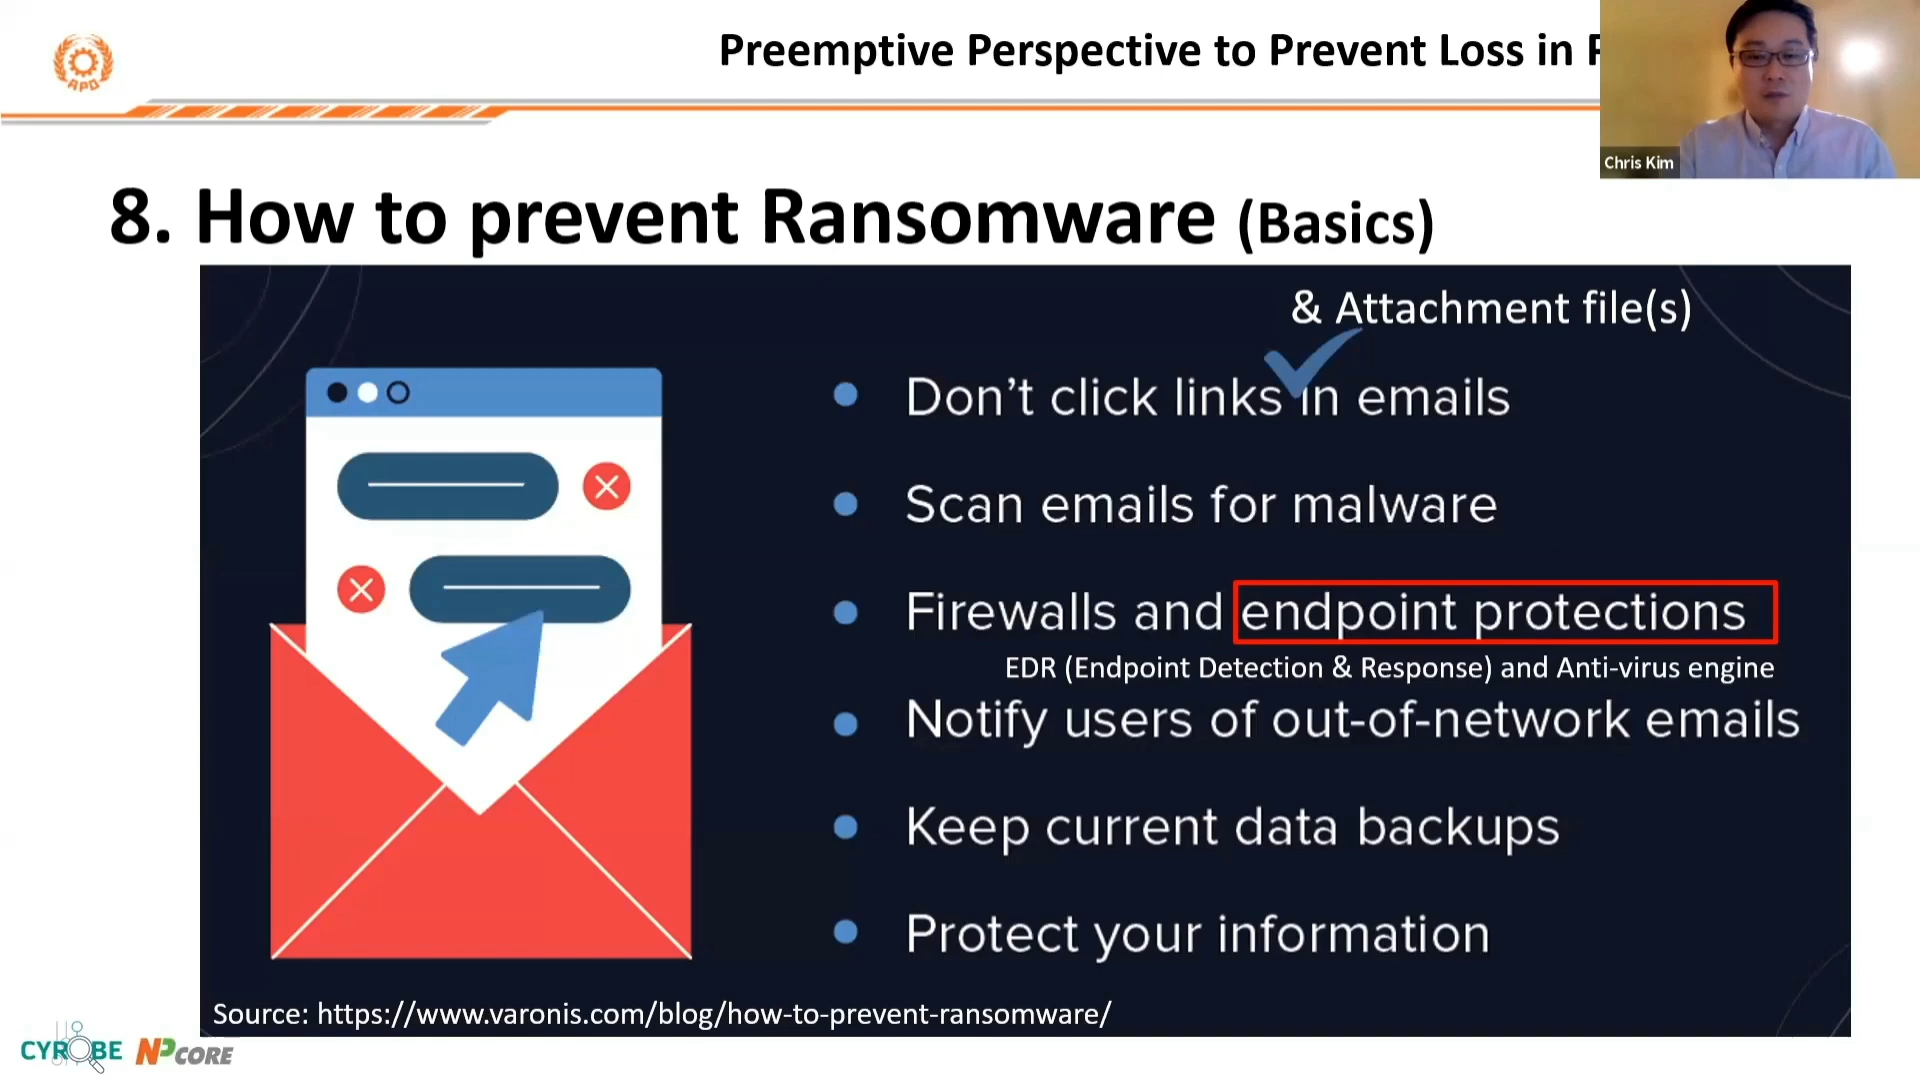 Preemptive Perspective to Prevent Loss in
APO
Chris Kim
8. How to prevent Ransomware (Basics)
& Attachment file(s)
Don't click links in emails
Scan emails for malware
Firewalls and endpoint protections
EDR (Endpoint Detection & Response) and Anti-virus engine
Notify users of out-of-network emails
Keep current data backups
Protect your information
Source: https://www.varonis.com/blog/how-to-prevent-ransomware/
CYROBE NPCORE